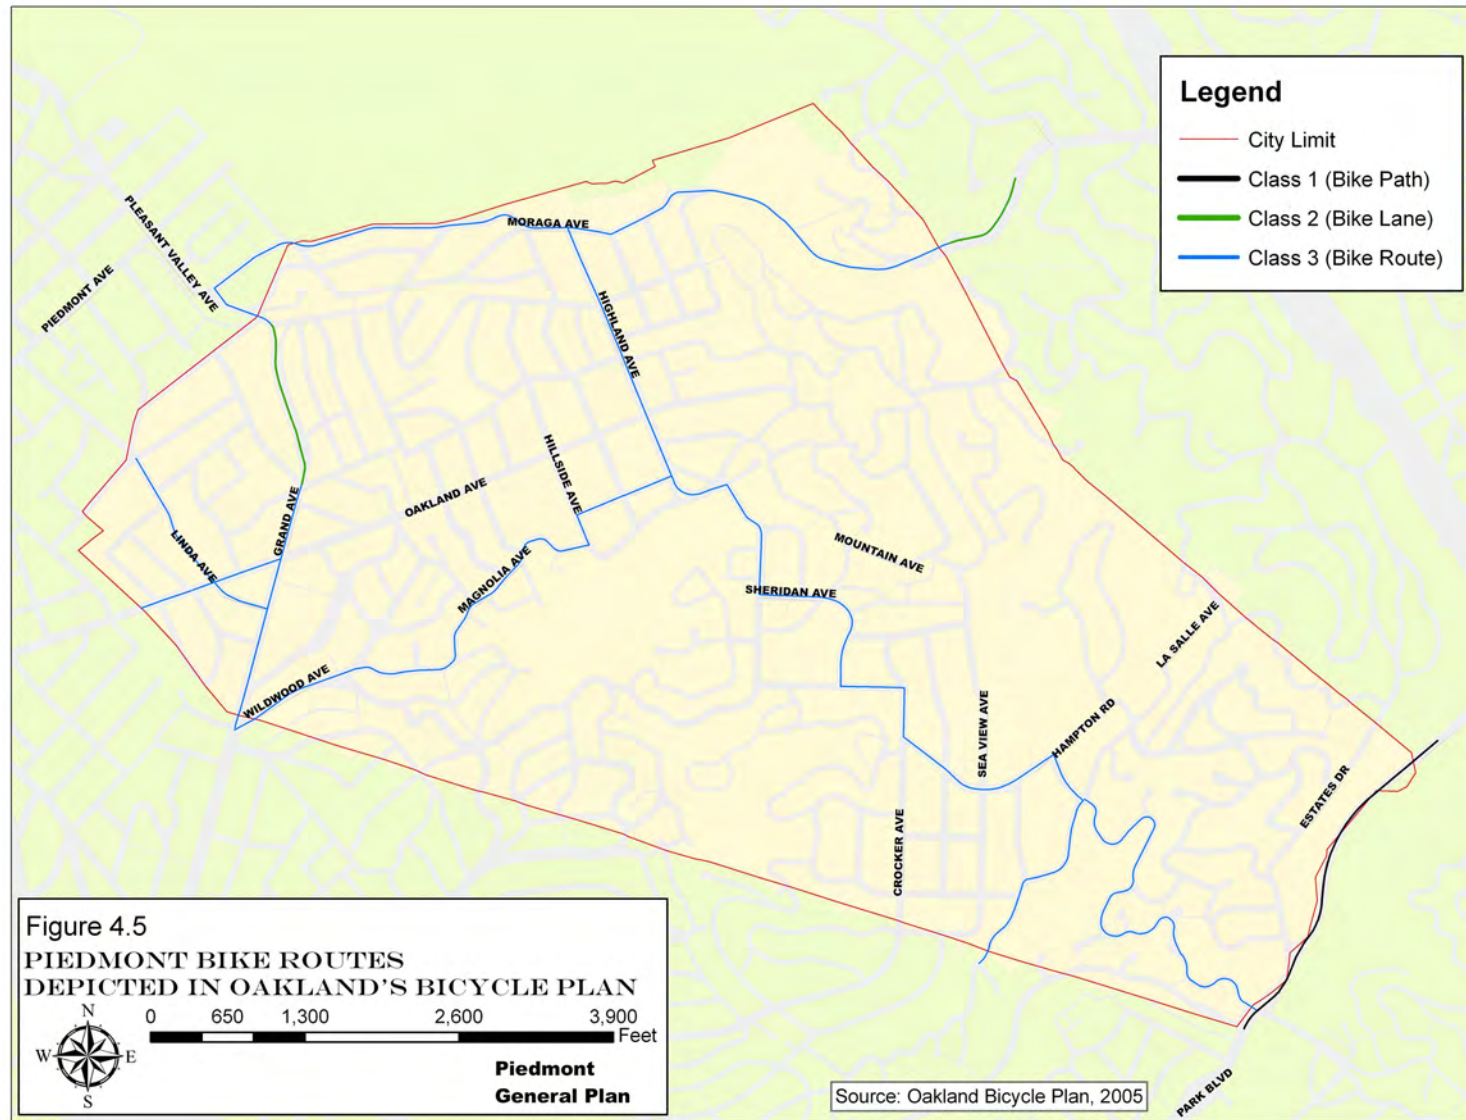 Legend
City Limit
Class 1 (Bike Path)
Class 2 (Bike Lane)
Class 3 (Bike Route)
PLEASANT VALLEY AVE
PIEDMONT AVE
MORAGA AVE
HIGHLAND AVE
HILLSIDE AVE
OAKLAND AVE
GRAND AVE
LINDA AVE
MAGNOLIA AVE
WILDWOOD AVE
MOUNTAIN AVE
SHERIDAN AVE
LA SALLE AVE
SEA VIEW AVE
HAMPTON RD
CROCKER AVE
ESTATES DR
PARK BLVD
Figure 4.5
PIEDMONT BIKE ROUTES
DEPICTED IN OAKLAND'S BICYCLE PLAN
N
W E
S
0 650 1,300 2,600 3,900
Feet
Piedmont
General Plan
Source: Oakland Bicycle Plan, 2005